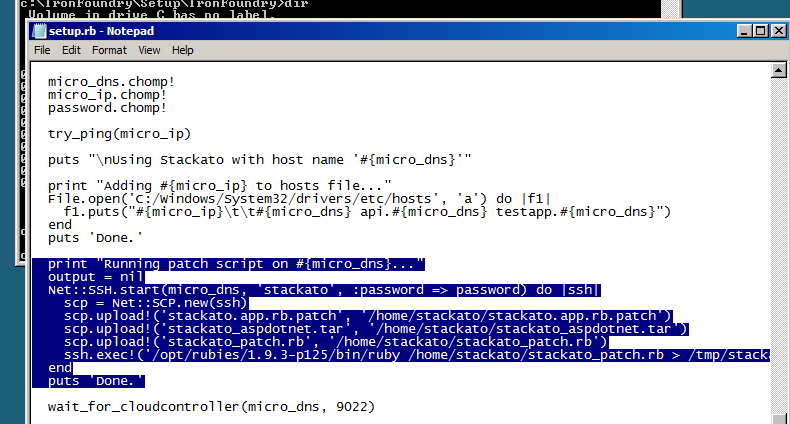 c:\IronFoundry\Setup\IronFoundry>dir
Volume in drive C has no label.
setup.rb - Notepad
File Edit Format View Help
micro_dns.chomp!
micro_ip.chomp!
password.chomp!
try_ping(micro_ip)
puts "\nUsing Stackato with host name '#{micro_dns}'"
print "Adding #{micro_ip} to hosts file..."
File.open('C:/Windows/System32/drivers/etc/hosts', 'a') do |f1|
f1.puts("#{micro_ip}\t\t#{micro_dns} api.#{micro_dns} testapp.#{micro_dns}")
end
puts 'Done.'
print "Running patch script on #{micro_dns}..."
output = nil
Net::SSH.start(micro_dns, 'stackato', :password => password) do |ssh|
scp = Net::SCP.new(ssh)
scp.upload!('stackato.app.rb.patch', '/home/stackato/stackato.app.rb.patch')
scp.upload!('stackato_aspdotnet.tar', '/home/stackato/stackato_aspdotnet.tar')
scp.upload!('stackato_patch.rb', '/home/stackato/stackato_patch.rb')
ssh.exec!('/opt/rubies/1.9.3-p125/bin/ruby /home/stackato/stackato_patch.rb > /tmp/stacka
end
puts 'Done.'
wait_for_cloudcontroller(micro_dns, 9022)